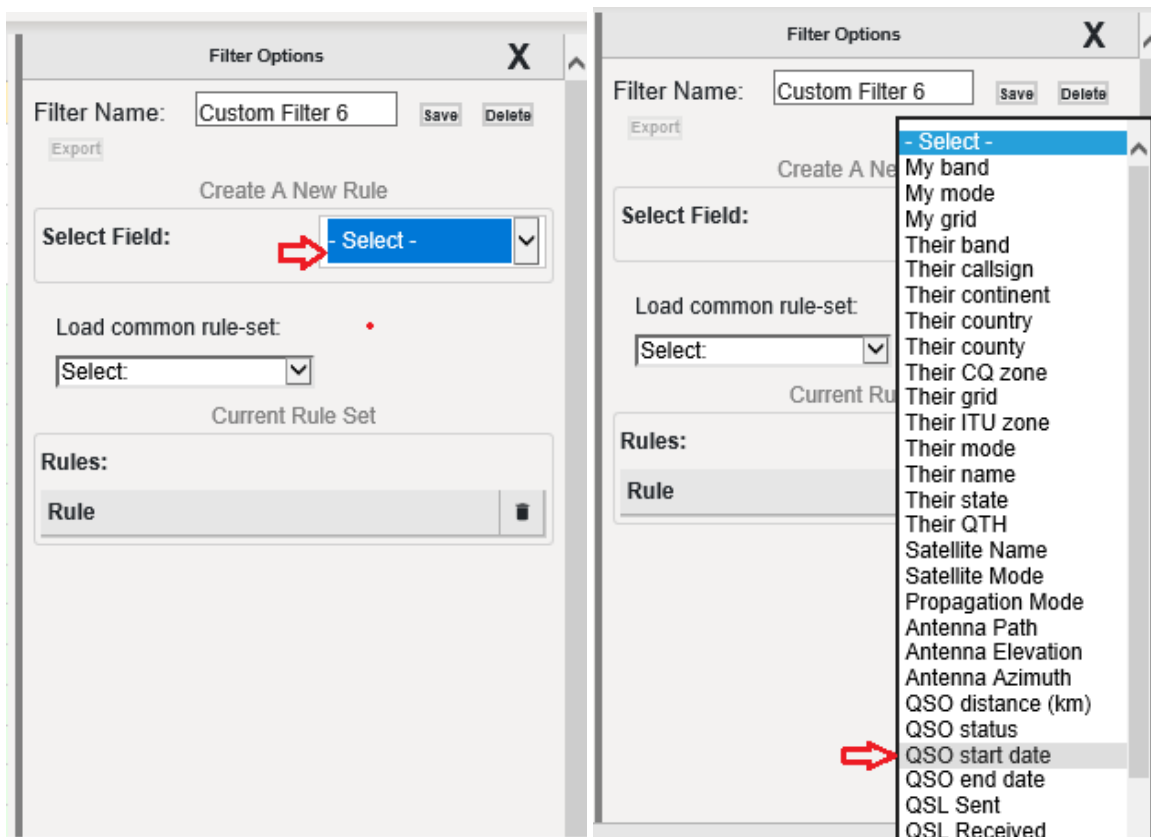 Filter Options X
Filter Name: Custom Filter 6 Save Delete
Export
Create A New Rule
Select Field: - Select -
Load common rule-set:
Select:
Current Rule Set
Rules:
Rule
Filter Options X
Filter Name: Custom Filter 6 Save Delete
Export
Create A Ne
Select Field:
Load common rule-set:
Select:
Current Ru
Rules:
Rule
- Select -
My band
My mode
My grid
Their band
Their callsign
Their continent
Their country
Their county
Their CQ zone
Their grid
Their ITU zone
Their mode
Their name
Their state
Their QTH
Satellite Name
Satellite Mode
Propagation Mode
Antenna Path
Antenna Elevation
Antenna Azimuth
QSO distance (km)
QSO status
QSO start date
QSO end date
QSL Sent
QSL Received